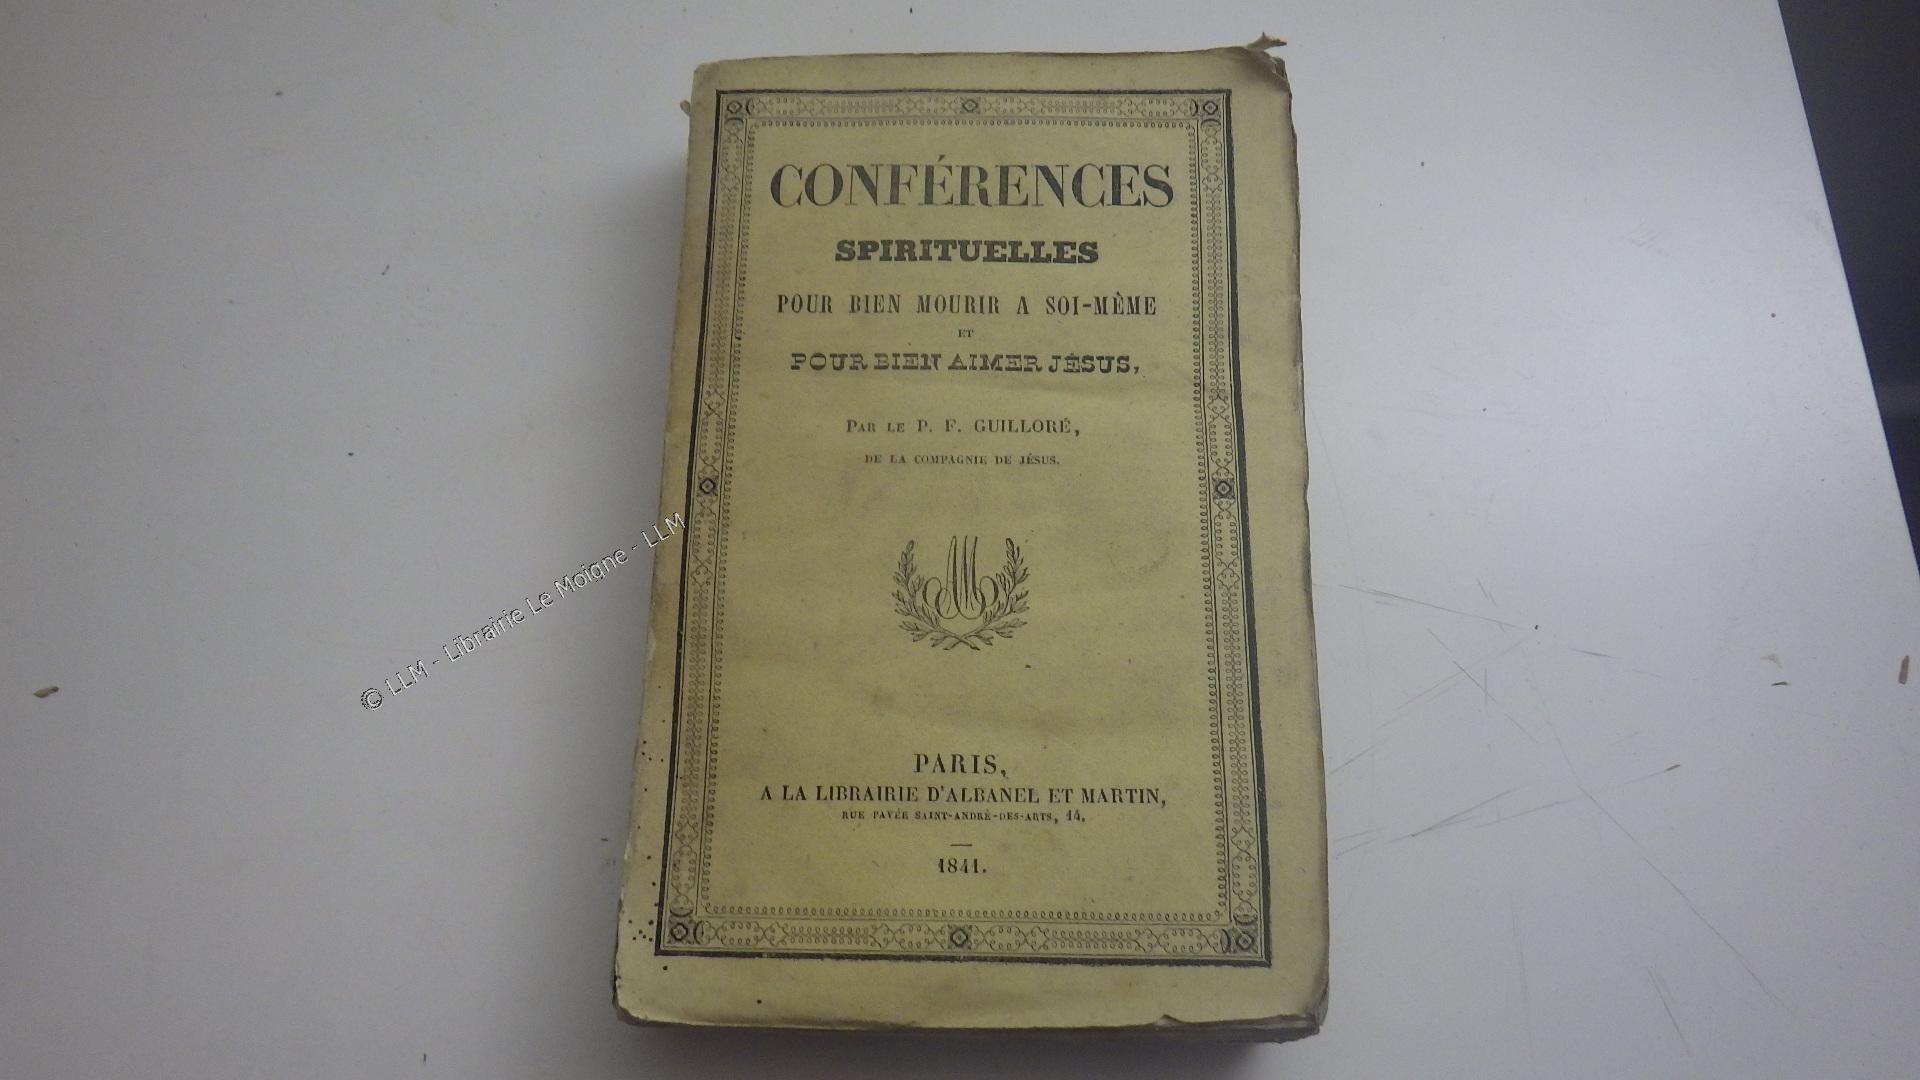 CONFÉRENCES
SPIRITUELLES
POUR BIEN MOURIR A SOI-MÊME
ET
POUR BIEN AIMER JÉSUS,
PAR LE P. F. GUILLORÉ,
DE LA COMPAGNIE DE JÉSUS.
AM
PARIS,
A LA LIBRAIRIE D'ALBANEL ET MARTIN,
RUE PAVÉE SAINT-ANDRÉ-DES-ARTS, 14.
1841.
© LLM - Librairie Le Moigne - LLM